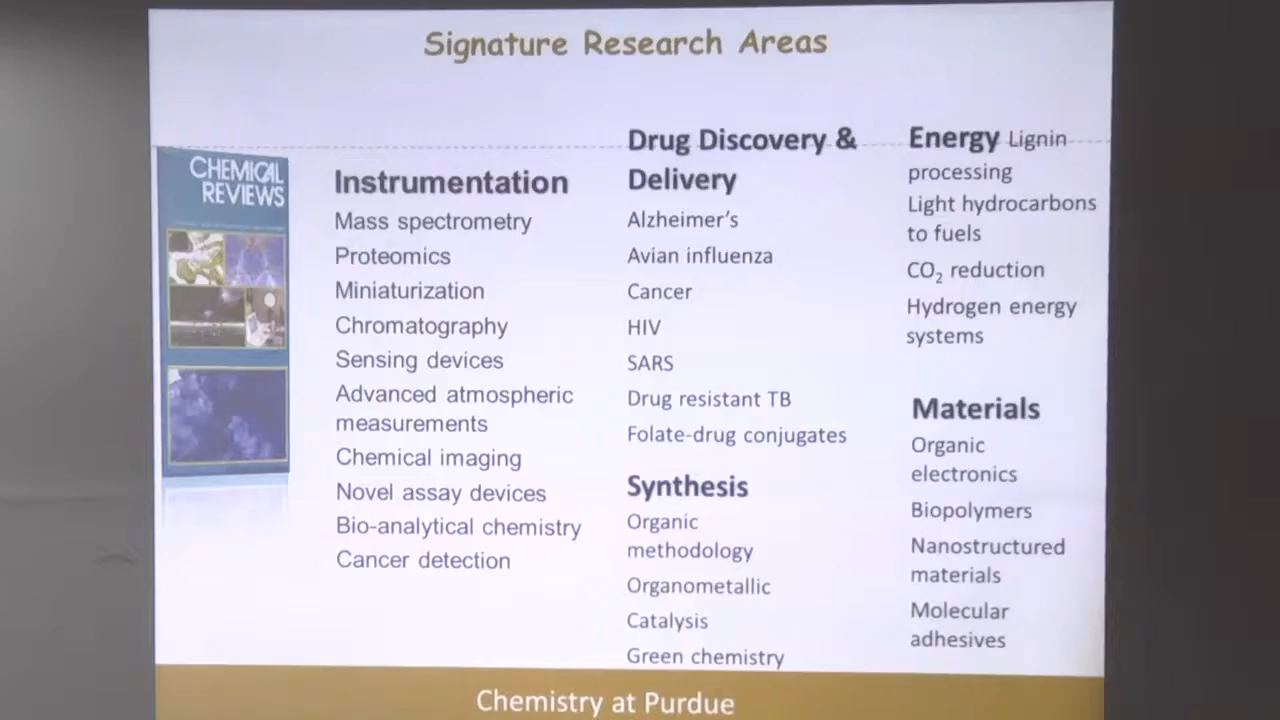 Signature Research Areas
CHEMICAL
REVIEWS
Instrumentation
Mass spectrometry
Proteomics
Miniaturization
Chromatography
Sensing devices
Advanced atmospheric
measurements
Chemical imaging
Novel assay devices
Bio-analytical chemistry
Cancer detection
Drug Discovery &
Delivery
Alzheimer's
Avian influenza
Cancer
HIV
SARS
Drug resistant TB
Folate-drug conjugates
Synthesis
Organic
methodology
Organometallic
Catalysis
Green chemistry
Energy Lignin
processing
Light hydrocarbons
to fuels
CO₂ reduction
Hydrogen energy
systems
Materials
Organic
electronics
Biopolymers
Nanostructured
materials
Molecular
adhesives
Chemistry at Purdue